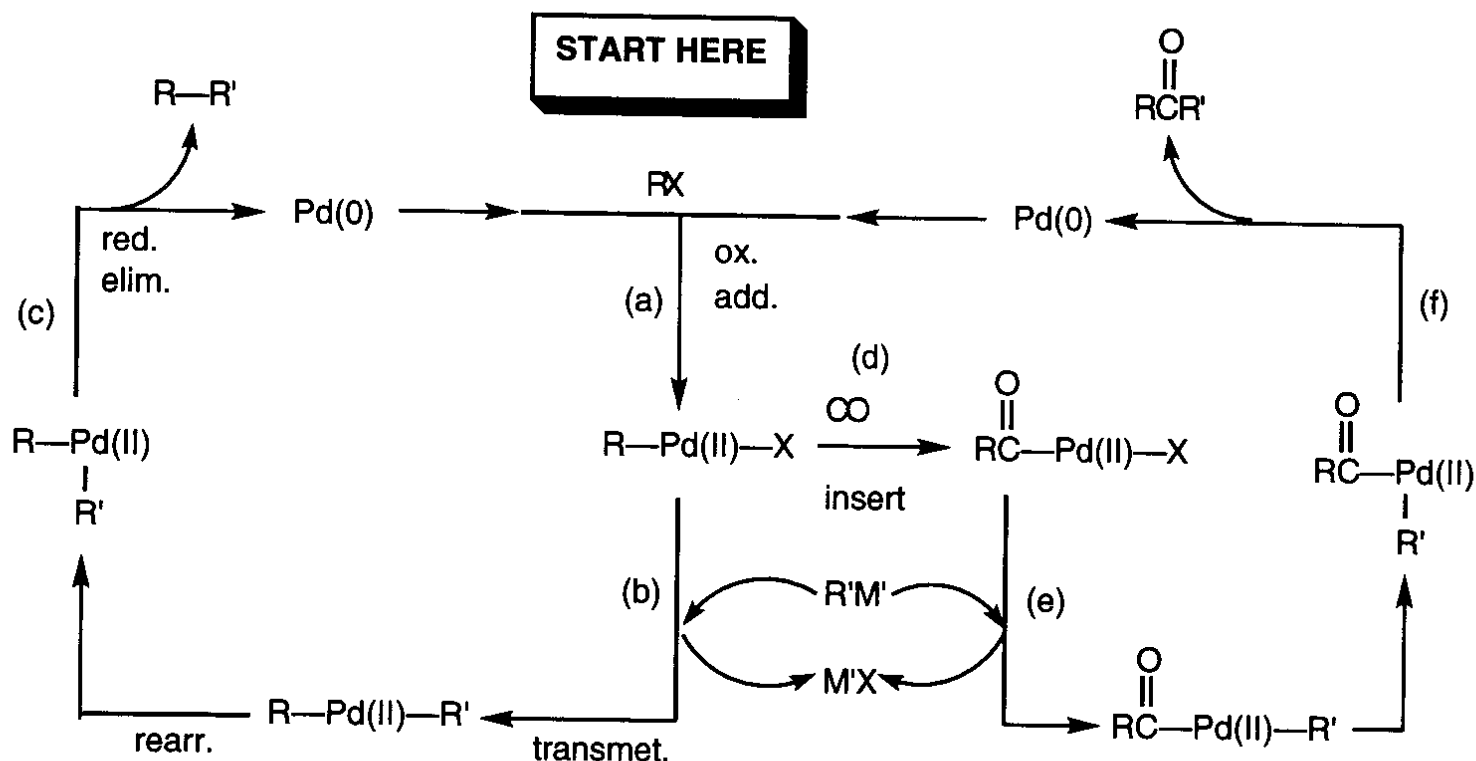 START HERE
O
R—R'
RCR'
RX
Pd(0)
Pd(0)
red.
elim.
ox.
add.
(c)
(a)
(f)
(d)
O
O
CO
R—Pd(II)
R—Pd(II)—X
RC—Pd(II)—X
RC—Pd(II)
insert
R'
R'
(b)
R'M'
(e)
M'X
O
R—Pd(II)—R'
RC—Pd(II)—R'
rearr.
transmet.